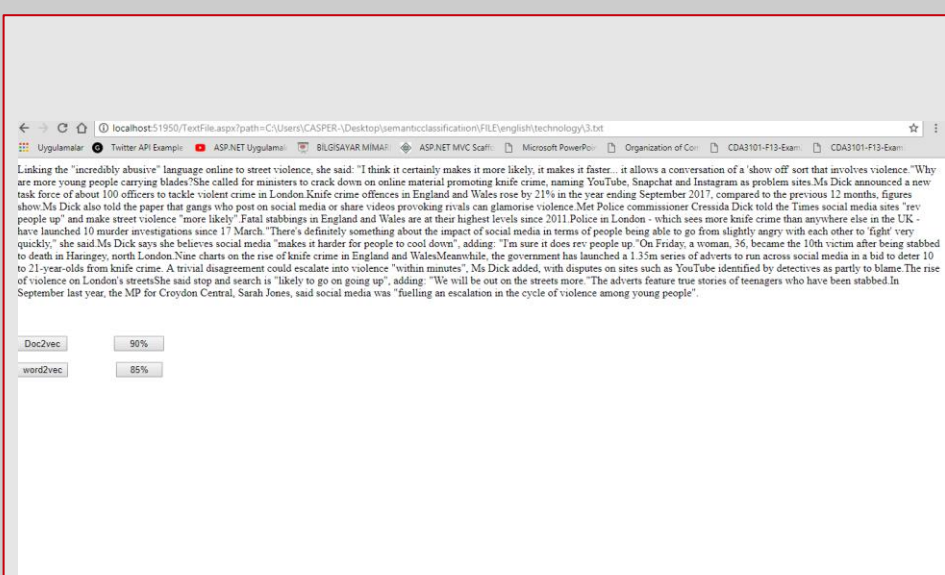 localhost:51950/TextFile.aspx?path=C:\Users\CASPER-\Desktop\semanticclassificatiion\FILE\english\technology\3.txt
Uygulamalar Twitter API Example ASP.NET Uygulamal BİLGİSAYAR MİMAR ASP.NET MVC Scaff Microsoft PowerPoi Organization of Con CDA3101-F13-Exam CDA3101-F13-Exam
Linking the "incredibly abusive" language online to street violence, she said: "I think it certainly makes it more likely, it makes it faster... it allows a conversation of a 'show off' sort that involves violence."Why
are more young people carrying blades?She called for ministers to crack down on online material promoting knife crime, naming YouTube, Snapchat and Instagram as problem sites.Ms Dick announced a new
task force of about 100 officers to tackle violent crime in London.Knife crime offences in England and Wales rose by 21% in the year ending September 2017, compared to the previous 12 months, figures
show.Ms Dick also told the paper that gangs who post on social media or share videos provoking rivals can glamorise violence.Met Police commissioner Cressida Dick told the Times social media sites "rev
people up" and make street violence "more likely".Fatal stabbings in England and Wales are at their highest levels since 2011.Police in London - which sees more knife crime than anywhere else in the UK -
have launched 10 murder investigations since 17 March."There's definitely something about the impact of social media in terms of people being able to go from slightly angry with each other to 'fight' very
quickly," she said.Ms Dick says she believes social media "makes it harder for people to cool down", adding: "I'm sure it does rev people up."On Friday, a woman, 36, became the 10th victim after being stabbed
to death in Haringey, north London.Nine charts on the rise of knife crime in England and WalesMeanwhile, the government has launched a 1.35m series of adverts to run across social media in a bid to deter 10
to 21-year-olds from knife crime. A trivial disagreement could escalate into violence "within minutes", Ms Dick added, with disputes on sites such as YouTube identified by detectives as partly to blame.The rise
of violence on London's streetsShe said stop and search is "likely to go on going up", adding: "We will be out on the streets more."The adverts feature true stories of teenagers who have been stabbed.In
September last year, the MP for Croydon Central, Sarah Jones, said social media was "fuelling an escalation in the cycle of violence among young people".
Doc2vec 90%
word2vec 85%